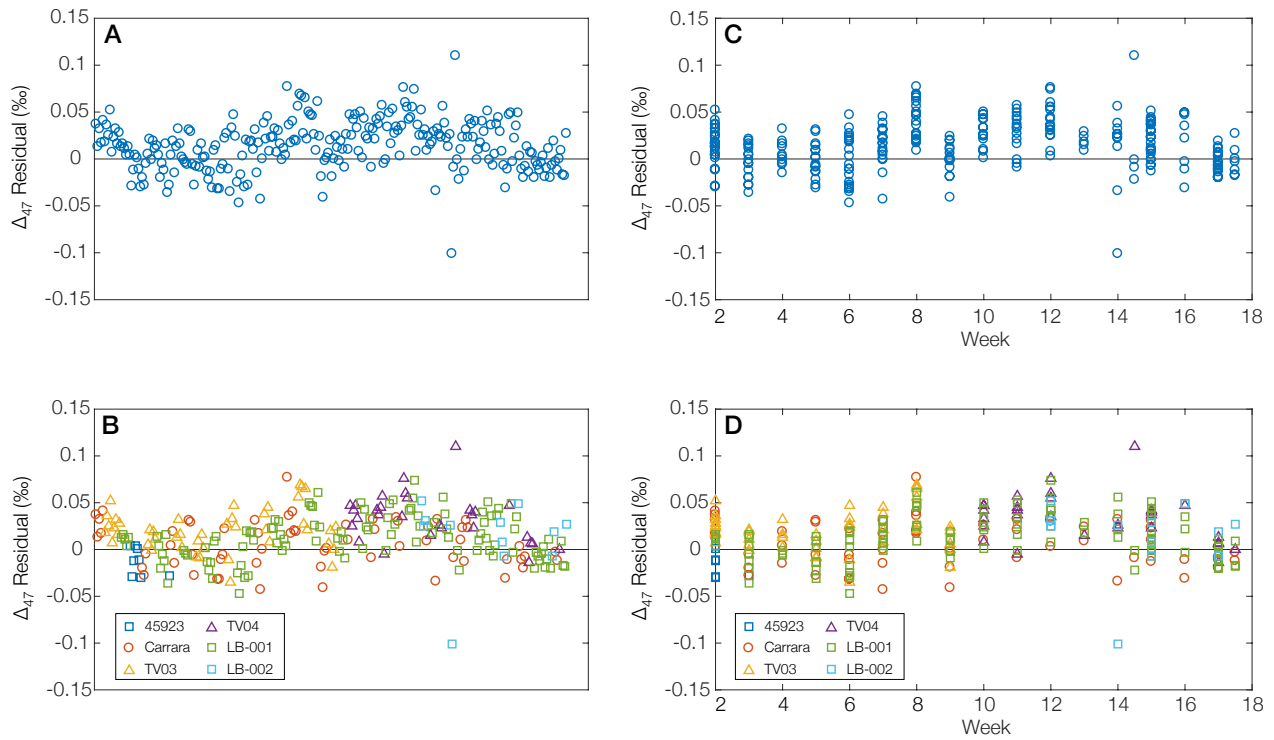 A
0.15
0.1
0.05
0
-0.05
-0.1
-0.15
Δ47 Residual (‰)
C
0.15
0.1
0.05
0
-0.05
-0.1
-0.15
Δ47 Residual (‰)
2 4 6 8 10 12 14 16 18
Week
B
0.15
0.1
0.05
0
-0.05
-0.1
-0.15
Δ47 Residual (‰)
45923 TV04
Carrara LB-001
TV03 LB-002
D
0.15
0.1
0.05
0
-0.05
-0.1
-0.15
Δ47 Residual (‰)
45923 TV04
Carrara LB-001
TV03 LB-002
2 4 6 8 10 12 14 16 18
Week